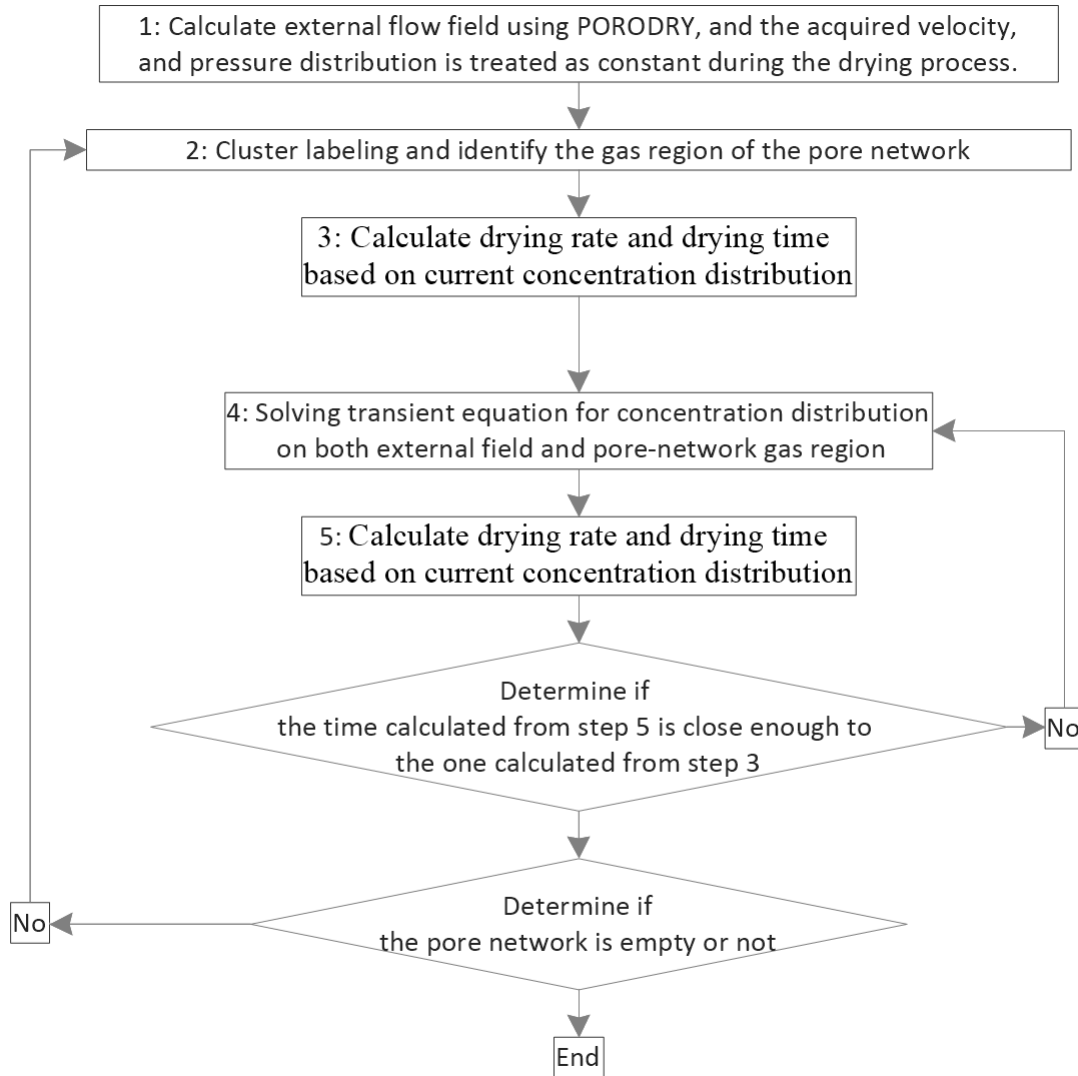 1: Calculate external flow field using PORODRY, and the acquired velocity,
and pressure distribution is treated as constant during the drying process.
2: Cluster labeling and identify the gas region of the pore network
3: Calculate drying rate and drying time
based on current concentration distribution
4: Solving transient equation for concentration distribution
on both external field and pore-network gas region
5: Calculate drying rate and drying time
based on current concentration distribution
Determine if
the time calculated from step 5 is close enough to
the one calculated from step 3
No
Determine if
the pore network is empty or not
No
End